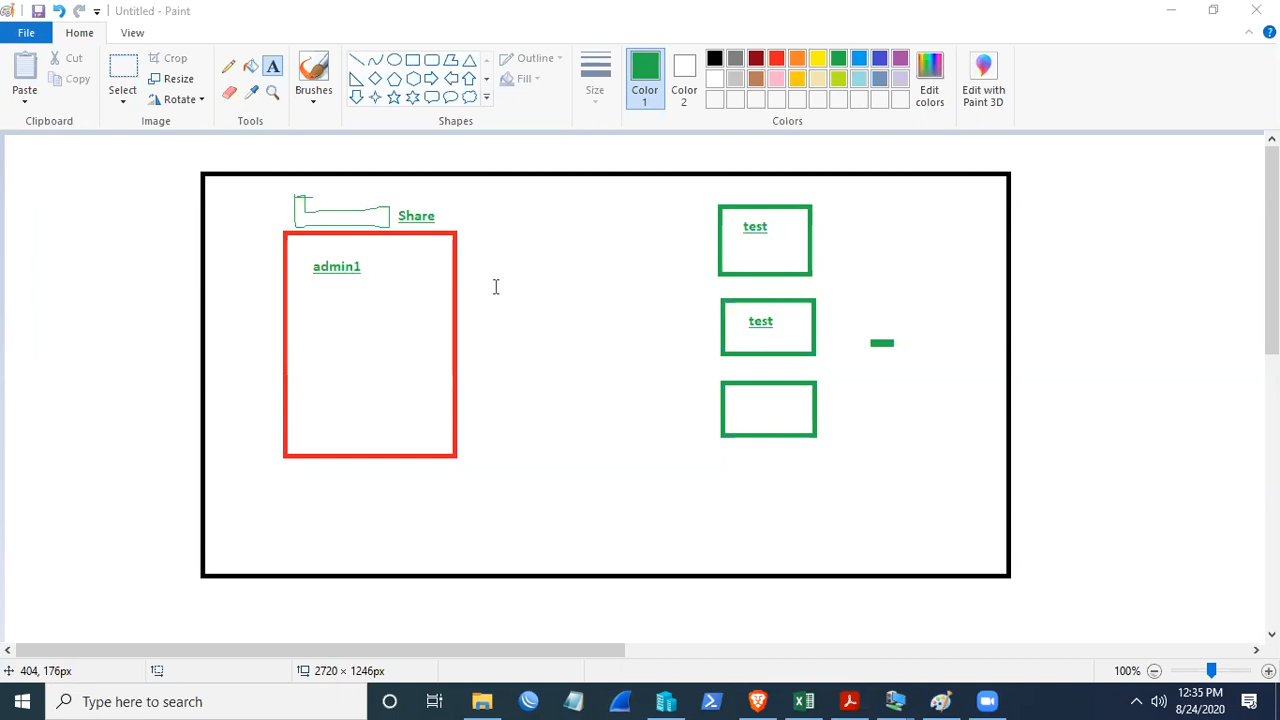 Untitled - Paint
File
Home
View
Paste
Cut
Copy
Clipboard
Select
Crop
Resize
Rotate
Image
A
Tools
Brushes
Shapes
Outline
Fill
Size
Color 1
Color 2
Edit colors
Edit with Paint 3D
Colors
Share
admin1
test
test
404, 176px
2720 × 1246px
100%
Type here to search
12:35 PM
8/24/2020